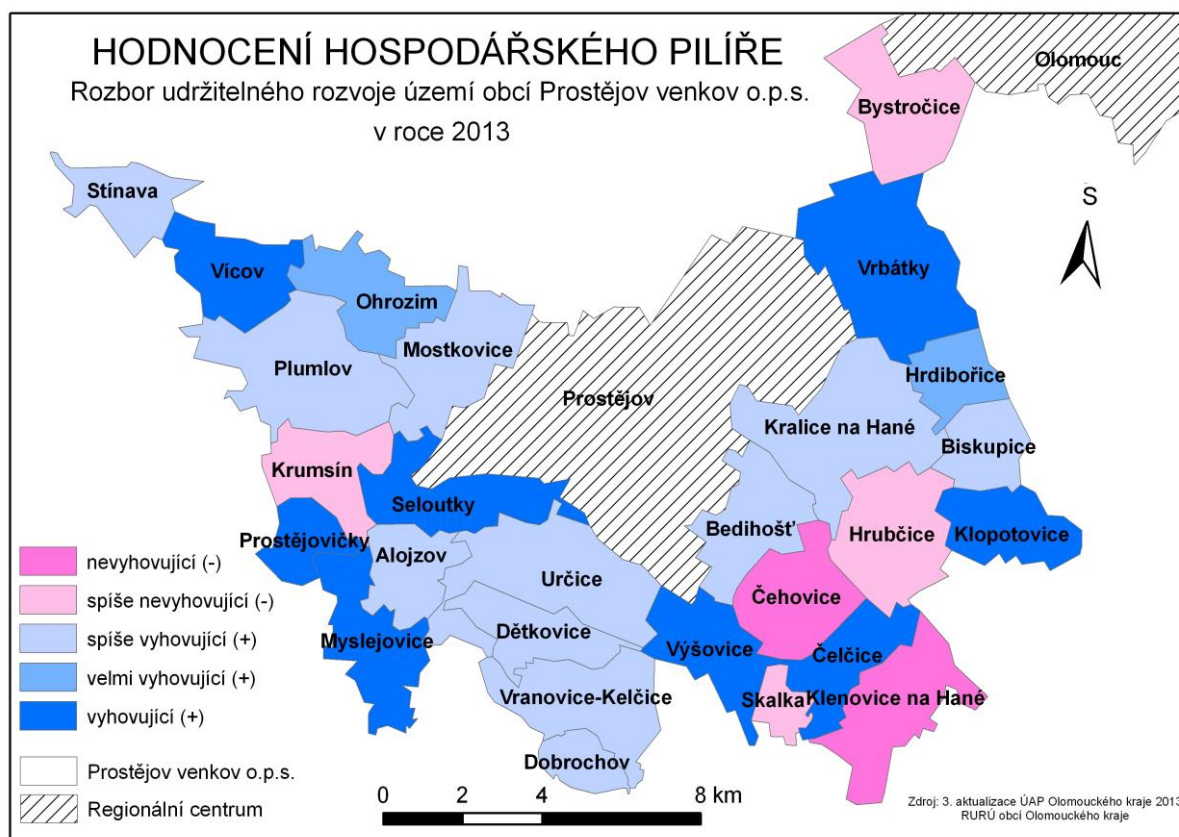 HODNOCENÍ HOSPODÁŘSKÉHO PILÍŘE
Rozbor udržitelného rozvoje území obcí Prostějov venkov o.p.s.
v roce 2013
Olomouc
Bystročice
Stínava
S
Vícov
Vrbátky
Ohrozim
Mostkovice
Plumlov
Hrdibořice
Prostějov
Kralice na Hané
Biskupice
Krumsín
Seloutky
Bedihošť
Hrubčice
Klopotovice
Prostějovičky
Alojzov
Určice
Čehovice
Dětkovice
Myslejovice
Výšovice
Čelčice
Vranovice-Kelčice
Skalka
Klenovice na Hané
Dobrochov
nevyhovující (-)
spíše nevyhovující (-)
spíše vyhovující (+)
velmi vyhovující (+)
vyhovující (+)
Prostějov venkov o.p.s.
Regionální centrum
0 2 4 8 km
Zdroj: 3. aktualizace ÚAP Olomouckého kraje 2013
RURÚ obcí Olomouckého kraje